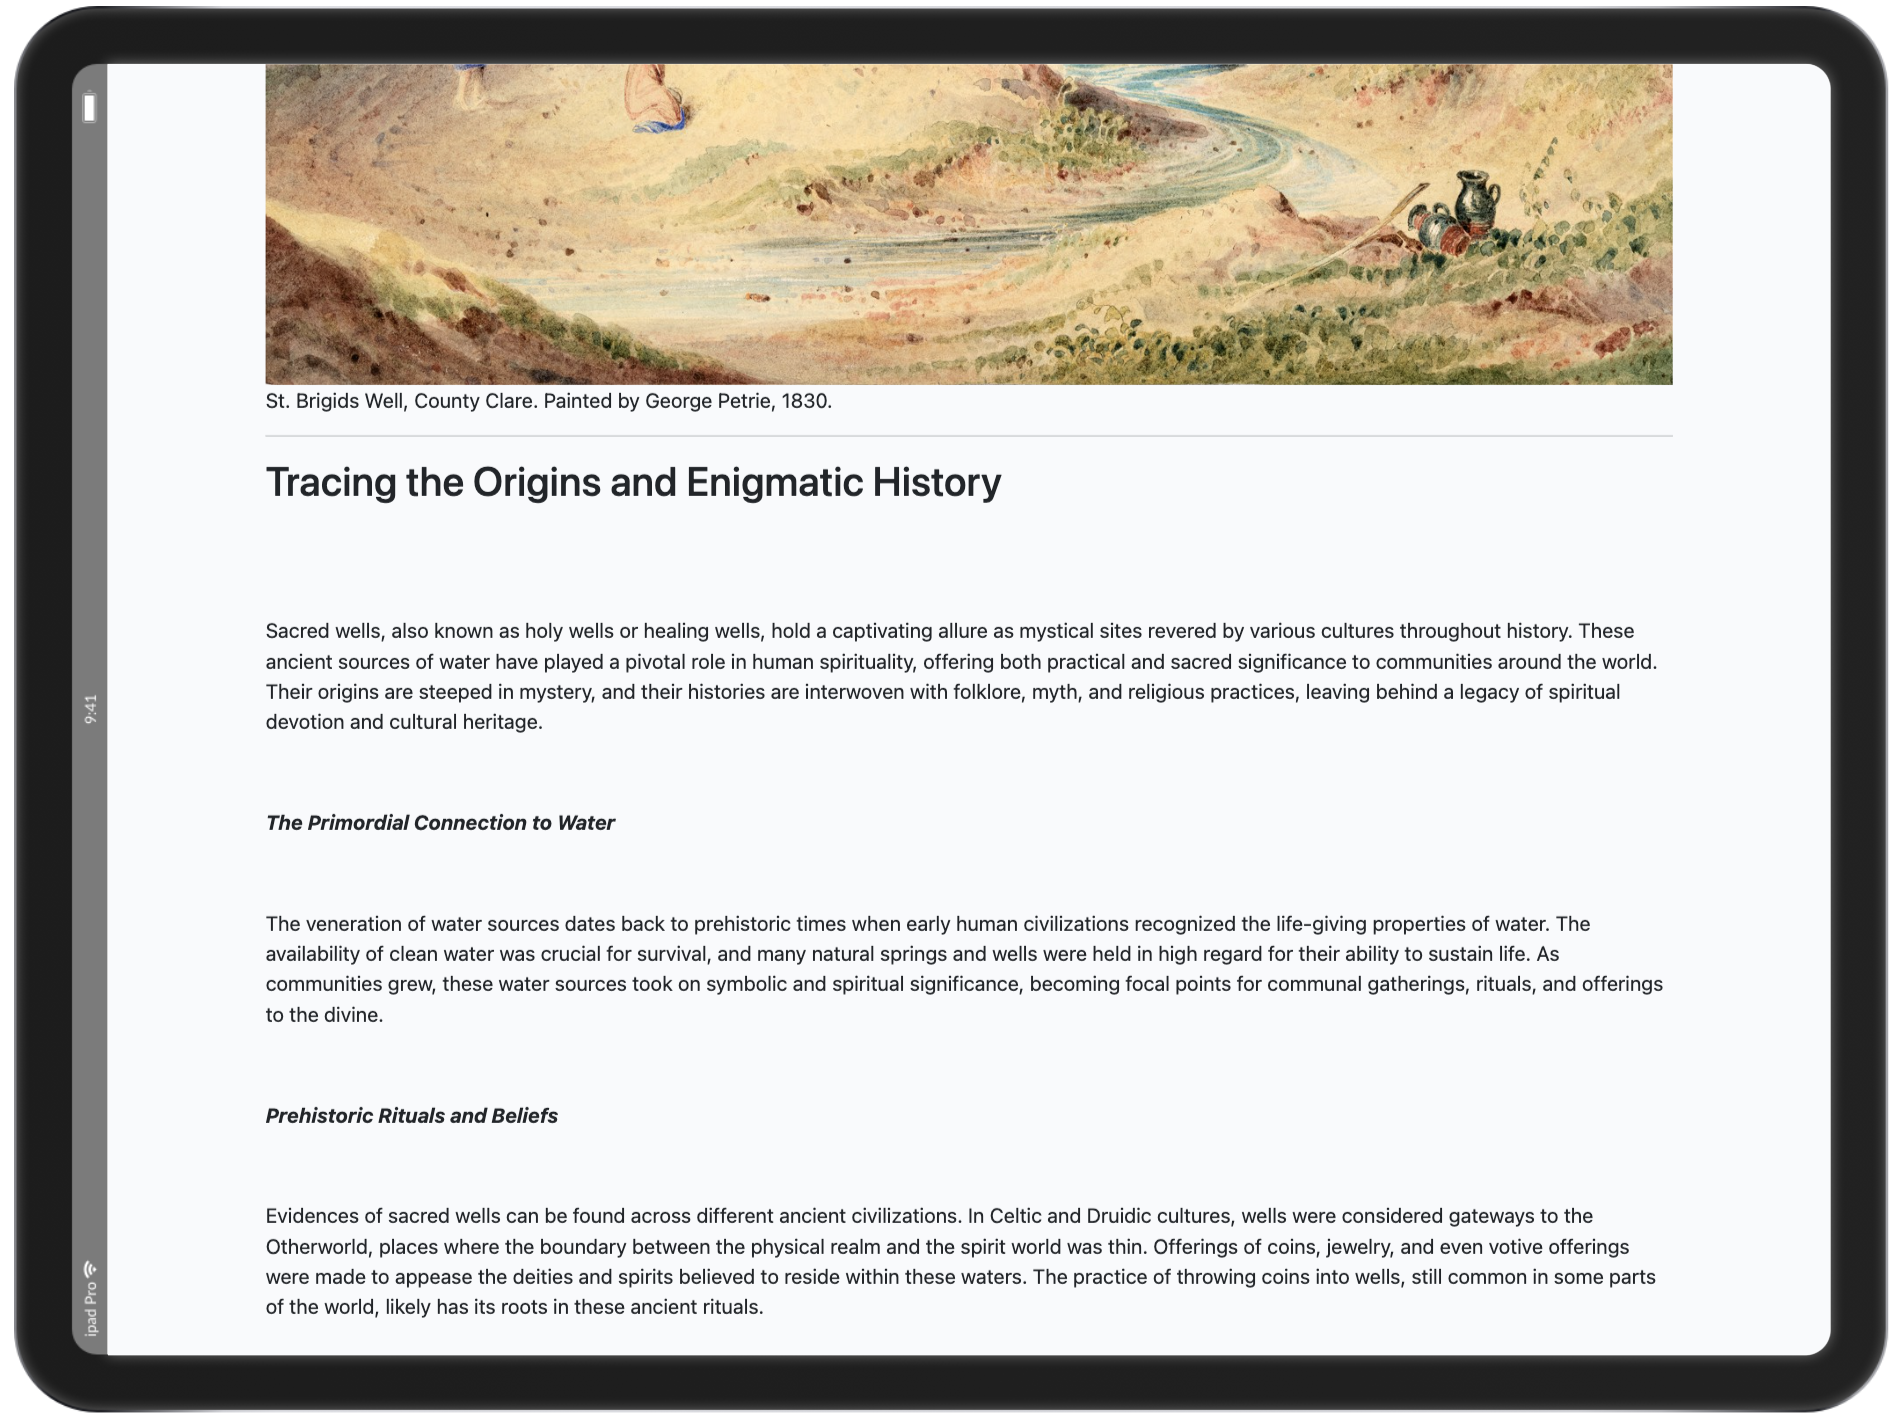 St. Brigids Well, County Clare. Painted by George Petrie, 1830.
Tracing the Origins and Enigmatic History
Sacred wells, also known as holy wells or healing wells, hold a captivating allure as mystical sites revered by various cultures throughout history. These
ancient sources of water have played a pivotal role in human spirituality, offering both practical and sacred significance to communities around the world.
Their origins are steeped in mystery, and their histories are interwoven with folklore, myth, and religious practices, leaving behind a legacy of spiritual
devotion and cultural heritage.
The Primordial Connection to Water
The veneration of water sources dates back to prehistoric times when early human civilizations recognized the life-giving properties of water. The
availability of clean water was crucial for survival, and many natural springs and wells were held in high regard for their ability to sustain life. As
communities grew, these water sources took on symbolic and spiritual significance, becoming focal points for communal gatherings, rituals, and offerings
to the divine.
Prehistoric Rituals and Beliefs
Evidences of sacred wells can be found across different ancient civilizations. In Celtic and Druidic cultures, wells were considered gateways to the
Otherworld, places where the boundary between the physical realm and the spirit world was thin. Offerings of coins, jewelry, and even votive offerings
were made to appease the deities and spirits believed to reside within these waters. The practice of throwing coins into wells, still common in some parts
of the world, likely has its roots in these ancient rituals.
ipad Pro
9:41